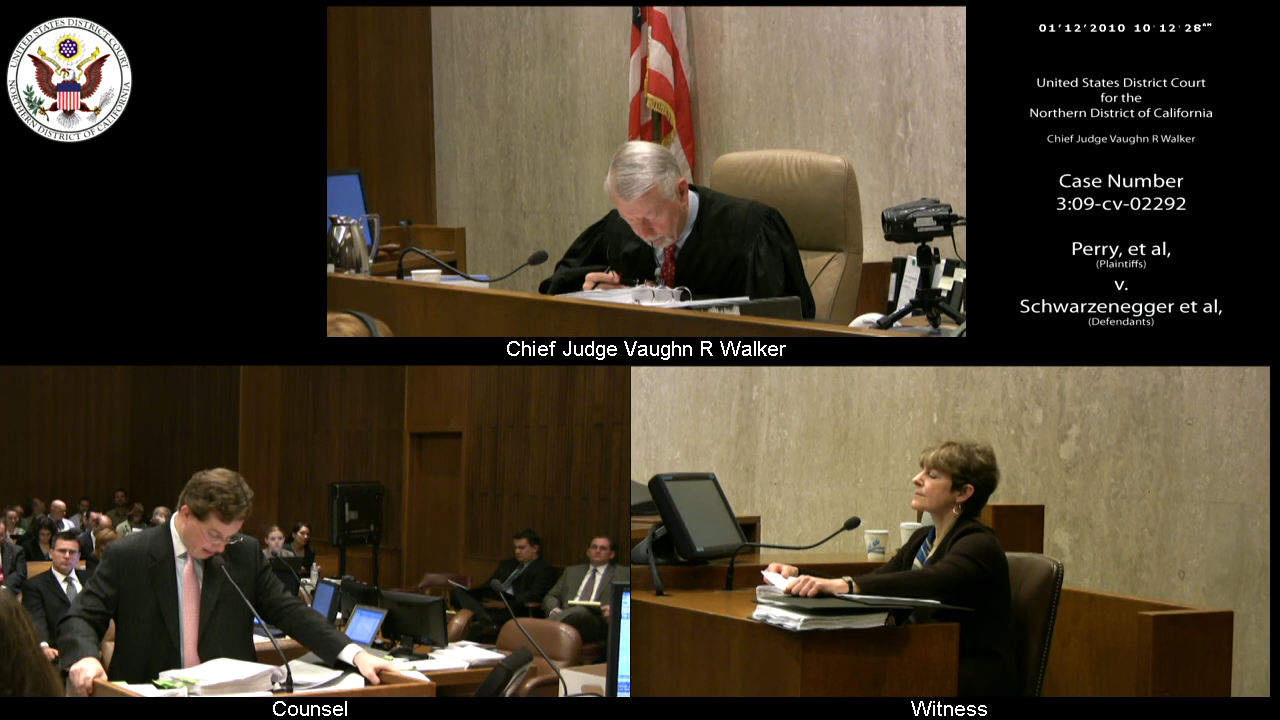 UNITED STATES DISTRICT COURT
NORTHERN DISTRICT OF CALIFORNIA
01'12'2010 10 12 28 AM
United States District Court
for the
Northern District of California
Chief Judge Vaughn R Walker
Case Number
3:09-cv-02292
Perry, et al,
(Plaintiffs)
v.
Schwarzenegger et al,
(Defendants)
Chief Judge Vaughn R Walker
Counsel
Witness